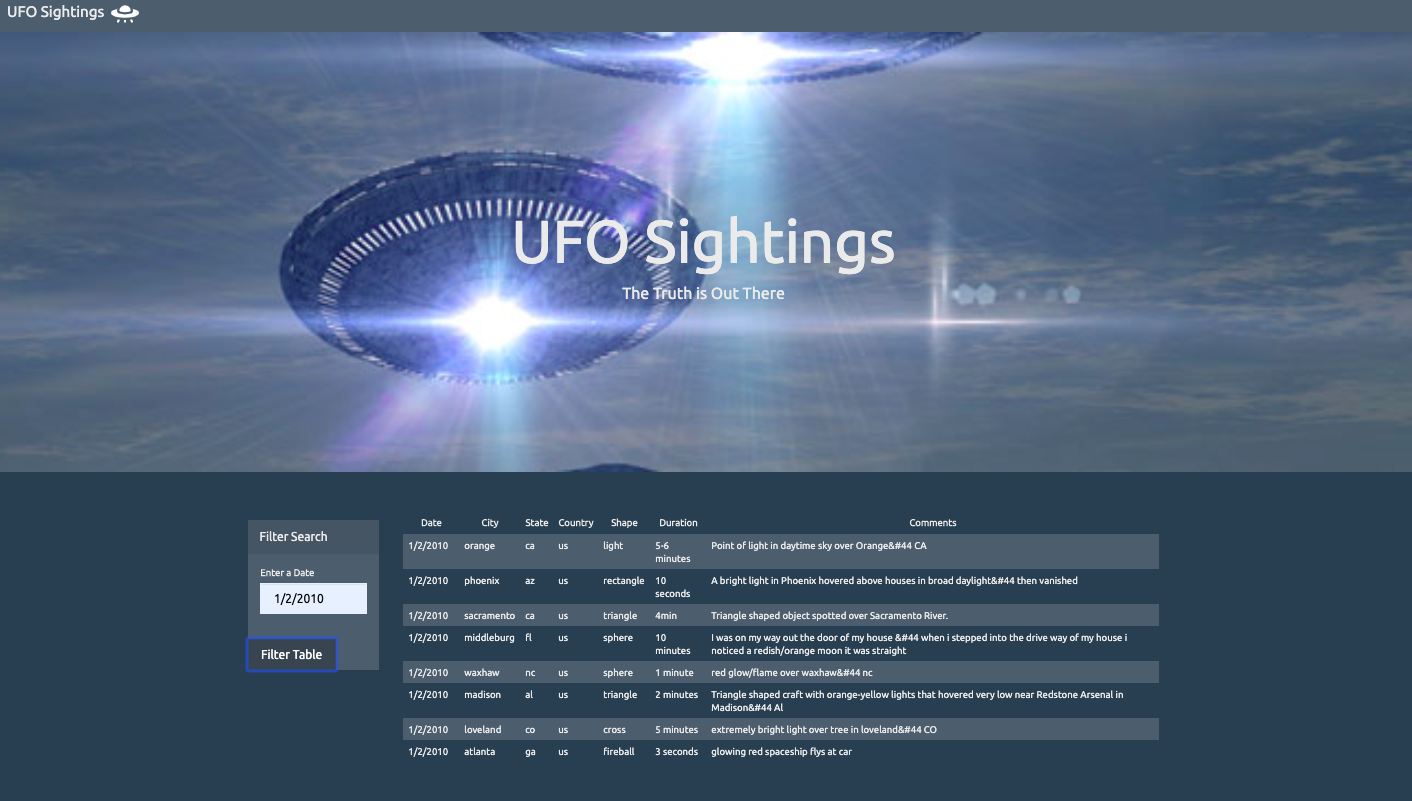 UFO Sightings
UFO Sightings
The Truth is Out There
Filter Search
Enter a Date
1/2/2010
Filter Table
Date City State Country Shape Duration Comments
1/2/2010 orange ca us light 5-6 minutes Point of light in daytime sky over Orange&#44 CA
1/2/2010 phoenix az us rectangle 10 seconds A bright light in Phoenix hovered above houses in broad daylight&#44 then vanished
1/2/2010 sacramento ca us triangle 4min Triangle shaped object spotted over Sacramento River.
1/2/2010 middleburg fl us sphere 10 minutes I was on my way out the door of my house &#44 when i stepped into the drive way of my house i
noticed a redish/orange moon it was straight
1/2/2010 waxhaw nc us sphere 1 minute red glow/flame over waxhaw&#44 nc
1/2/2010 madison al us triangle 2 minutes Triangle shaped craft with orange-yellow lights that hovered very low near Redstone Arsenal in
Madison&#44 Al
1/2/2010 loveland co us cross 5 minutes extremely bright light over tree in loveland&#44 CO
1/2/2010 atlanta ga us fireball 3 seconds glowing red spaceship flys at car